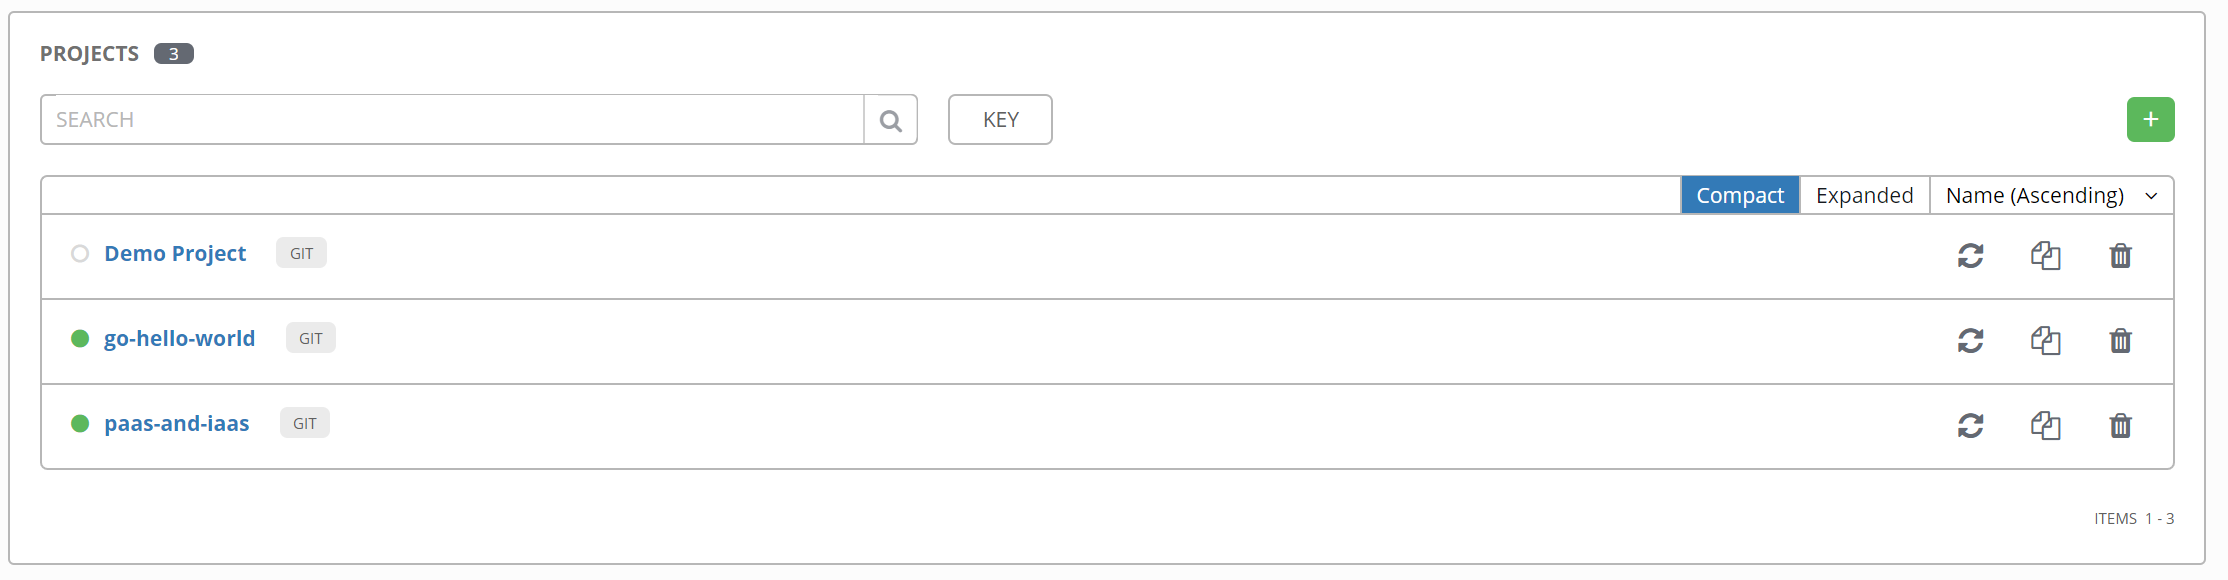 PROJECTS 3
SEARCH KEY +
Compact Expanded Name (Ascending)
Demo Project GIT
go-hello-world GIT
paas-and-iaas GIT
ITEMS 1 - 3